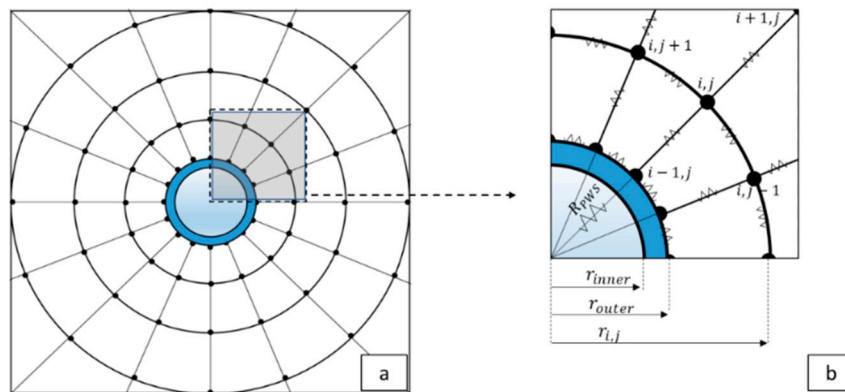 i+1,j
i,j+1
i,j
i−1,j
i,j−1
R_PWS
r_inner
r_outer
r_i,j
a
b